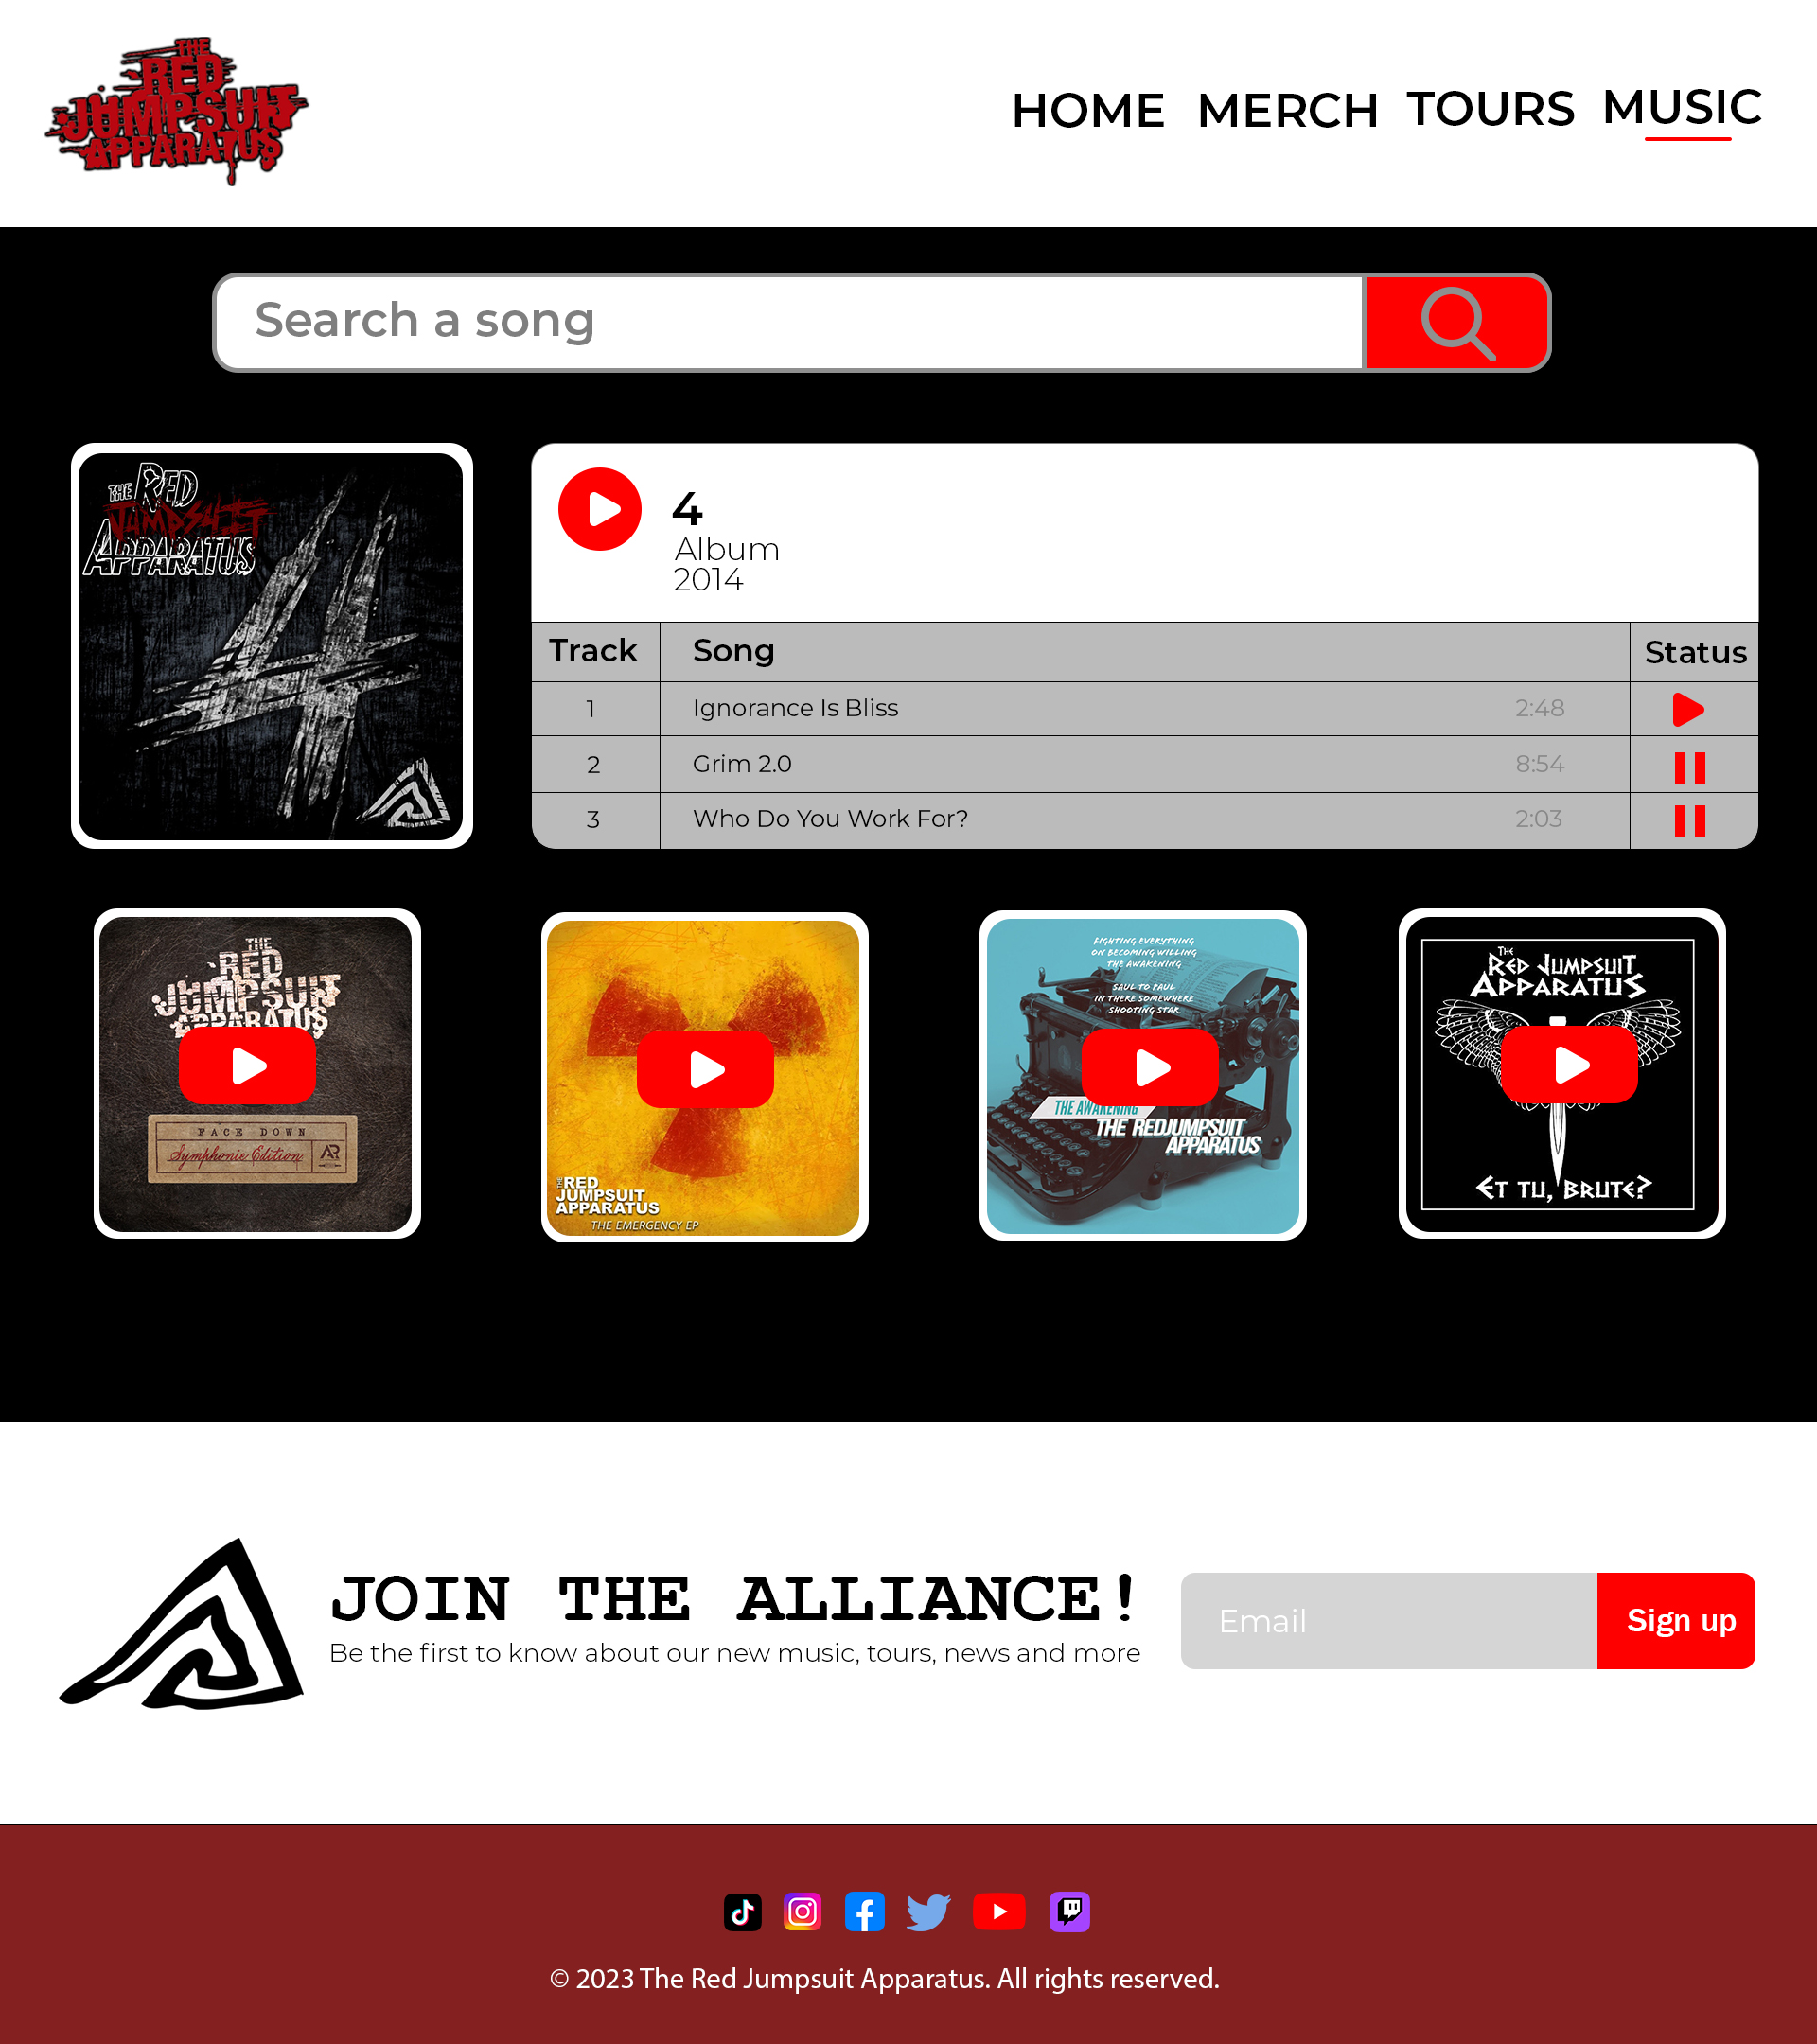 THE
RED
JUMPSUIT
APPARATUS
HOME MERCH TOURS MUSIC
Search a song
THE RED
JUMPSUIT
APPARATUS
4
4
Album
2014
Track Song Status
1 Ignorance Is Bliss 2:48
2 Grim 2.0 8:54
3 Who Do You Work For? 2:03
THE
RED
JUMPSUIT
APPARATUS
FACE DOWN
Symphonic Edition
AR
THE RED
JUMPSUIT
APPARATUS
THE EMERGENCY EP
FIGHTING EVERYTHING
ON BECOMING WILLING
THE AWAKENING
SAUL TO PAUL
IN THERE SOMEWHERE
SHOOTING STAR
THE AWAKENING
THE REDJUMPSUIT
APPARATUS
THE
RED JUMPSUIT
APPARATUS
ET TU, BRUTE?
JOIN THE ALLIANCE!
Be the first to know about our new music, tours, news and more
Email
Sign up
© 2023 The Red Jumpsuit Apparatus. All rights reserved.